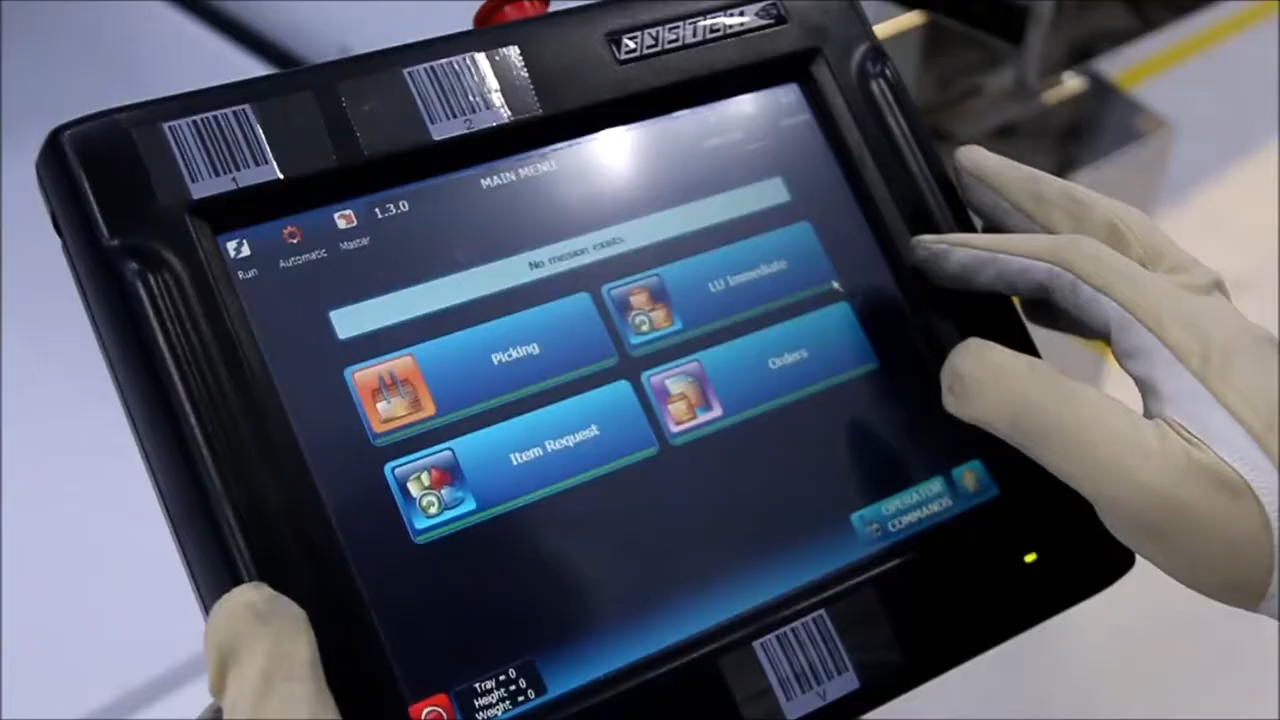 SYSTEM
1
2
MAIN MENU
1.3.0
Run
Automatic
Master
No mission exists
Picking
LU Immediate
Item Request
Orders
OPERATOR
COMMANDS
Tray = 0
Height = 0
Weight = 0
V